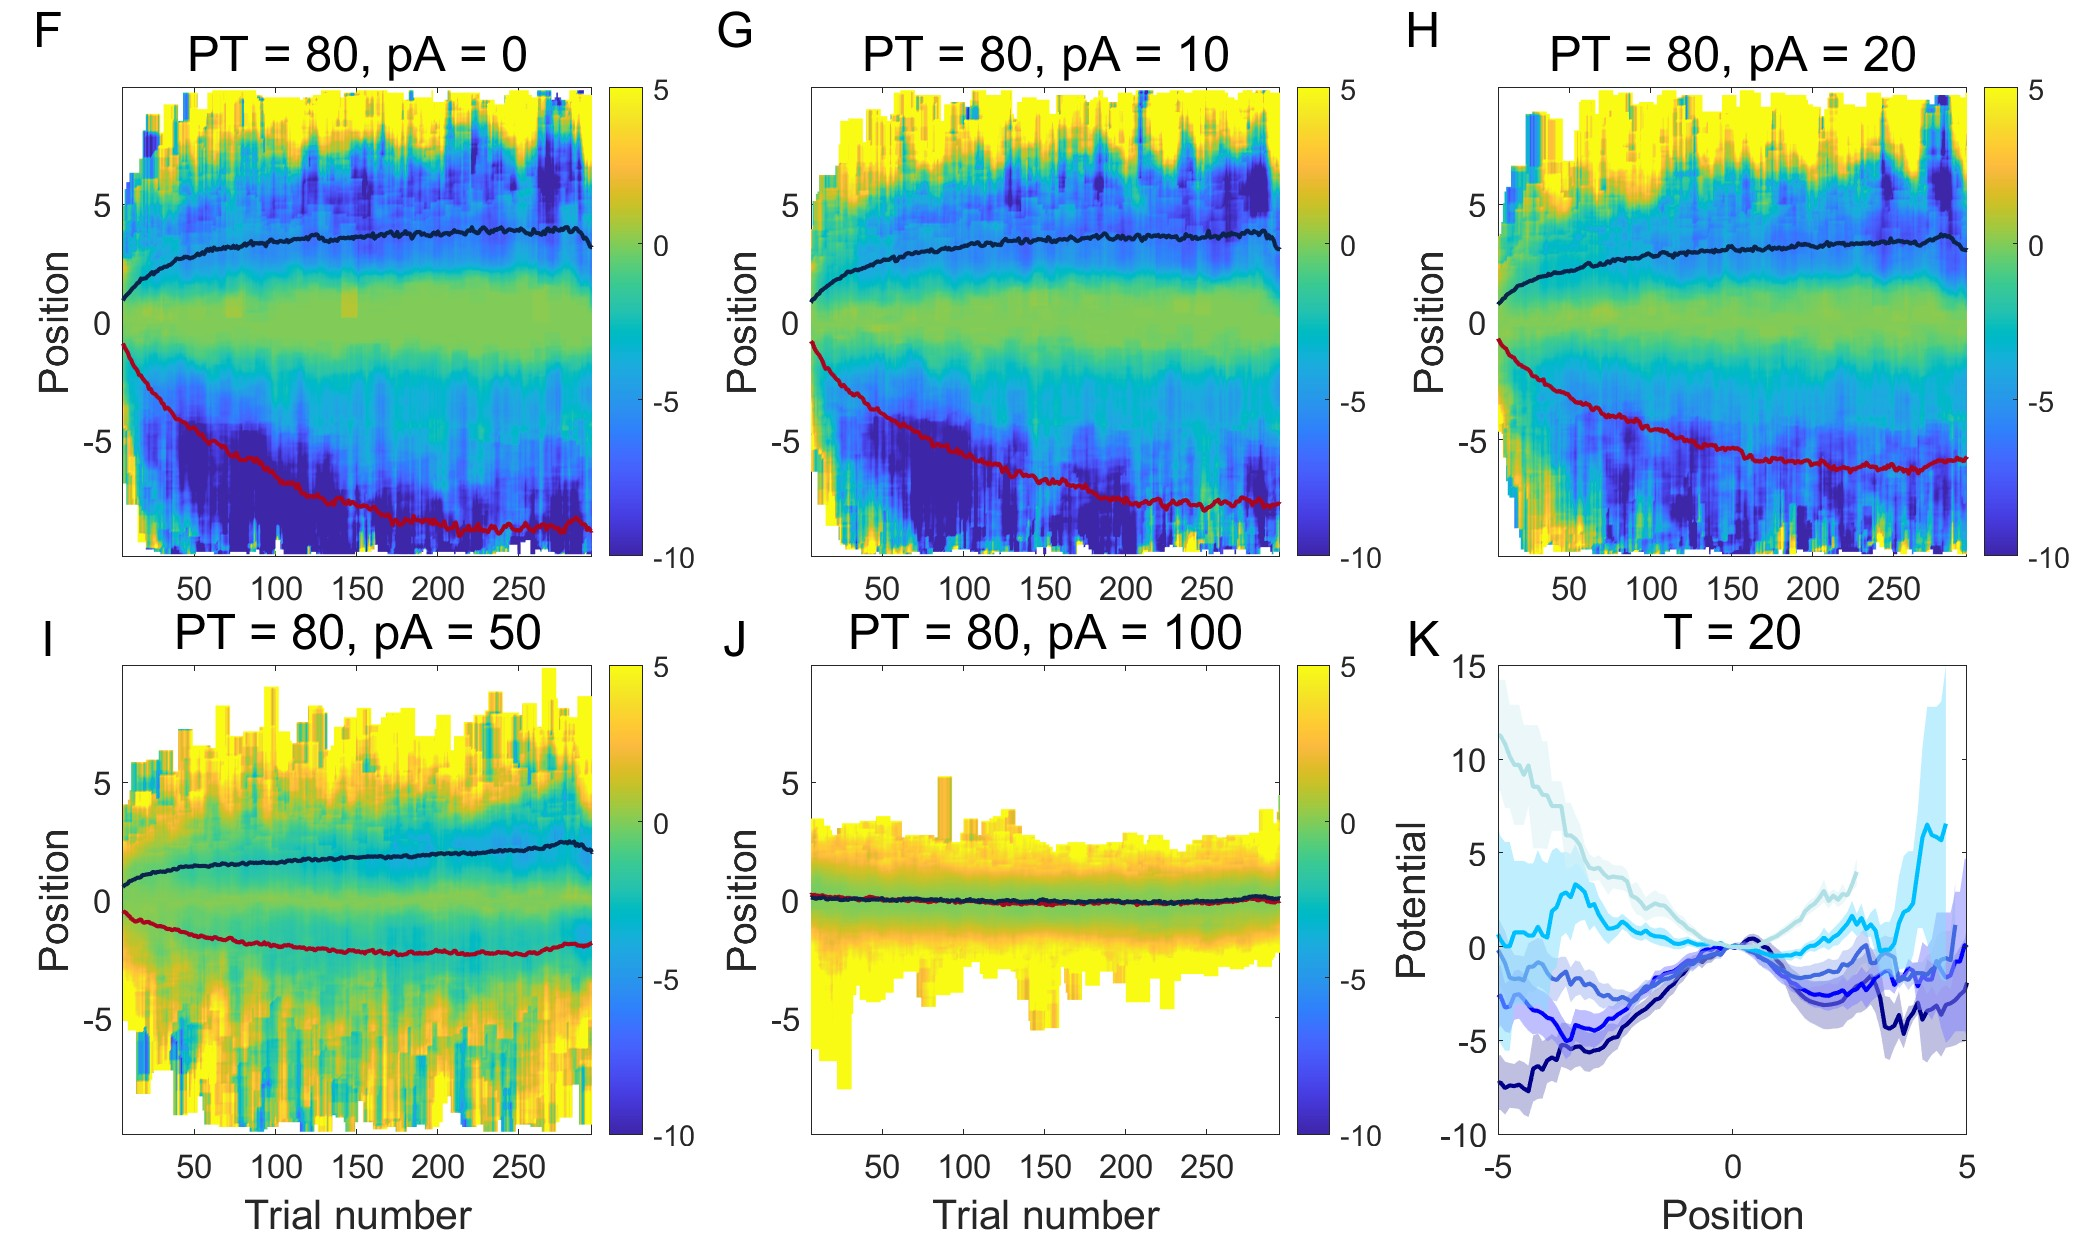 F
PT = 80, pA = 0
Position
5
0
-5
50 100 150 200 250
5
0
-5
-10
G
PT = 80, pA = 10
Position
5
0
-5
50 100 150 200 250
5
0
-5
-10
H
PT = 80, pA = 20
Position
5
0
-5
50 100 150 200 250
5
0
-5
-10
I
PT = 80, pA = 50
Position
5
0
-5
50 100 150 200 250
Trial number
5
0
-5
-10
J
PT = 80, pA = 100
Position
5
0
-5
50 100 150 200 250
Trial number
5
0
-5
-10
K
T = 20
Potential
15
10
5
0
-5
-10
-5 0 5
Position